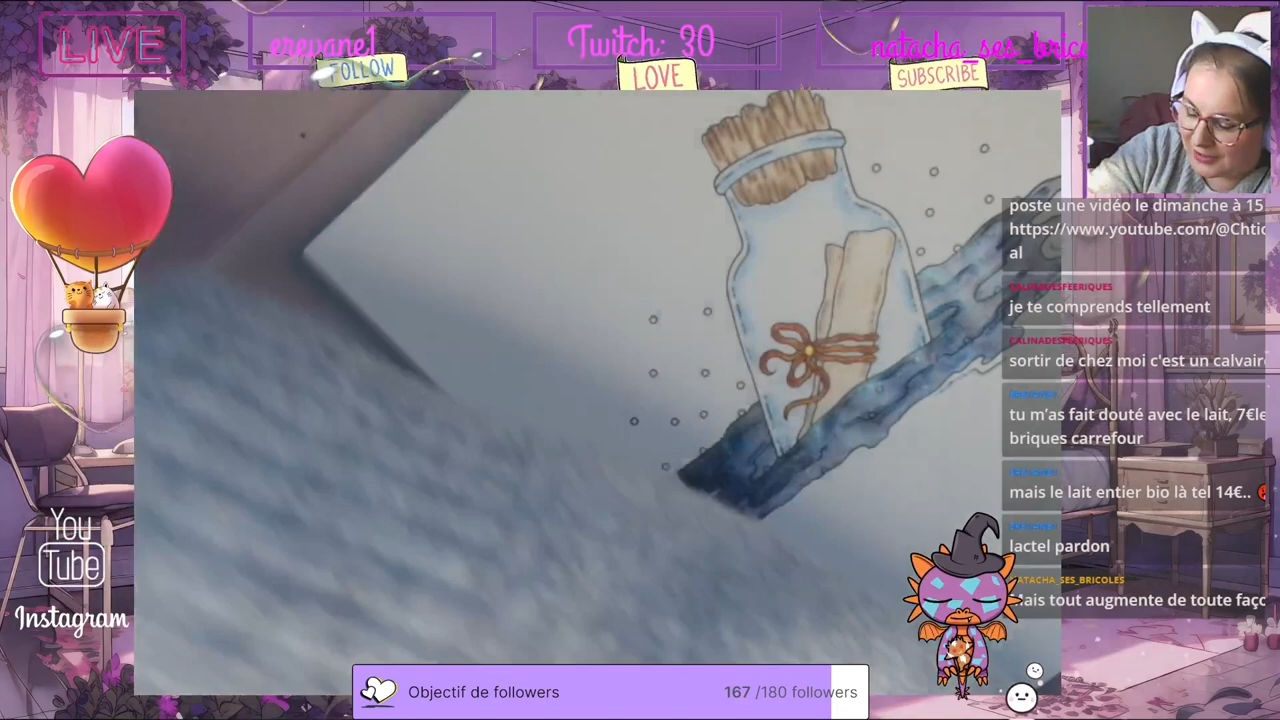 LIVE
erevane1
FOLLOW
Twitch: 30
LOVE
natacha_ses_brico
SUBSCRIBE
poste une vidéo le dimanche à 15
https://www.youtube.com/@Chtic
al
CALINADESFEERIQUES
je te comprends tellement
CALINADESFEERIQUES
sortir de chez moi c'est un calvair
tu m'as fait douté avec le lait, 7€le
briques carrefour
mais le lait entier bio là tel 14€..
lactel pardon
NATACHA_SES_BRICOLES
Mais tout augmente de toute faço
You
Tube
Instagram
Objectif de followers
167 /180 followers